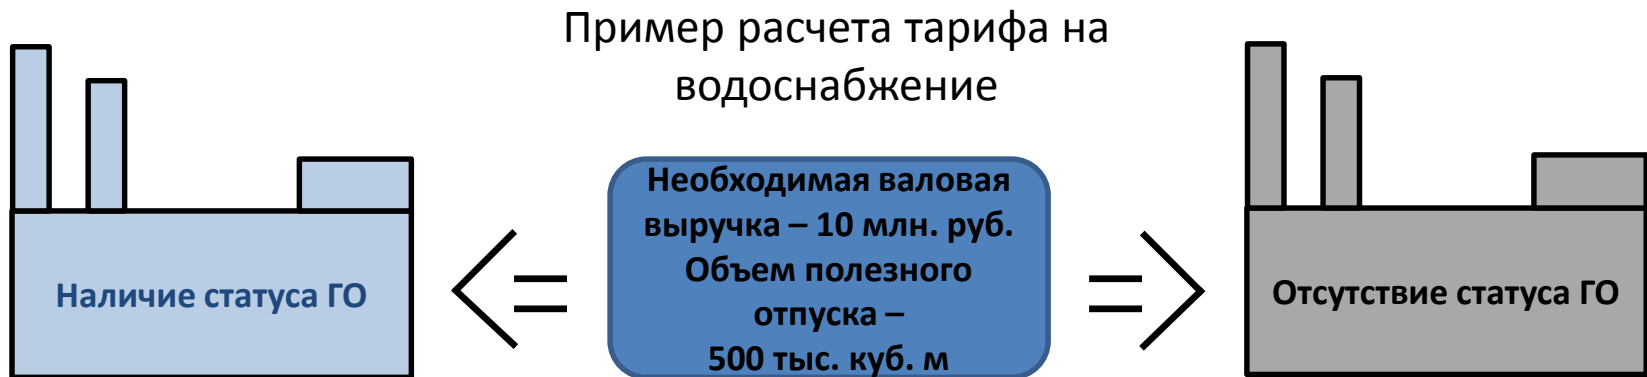 Пример расчета тарифа на
водоснабжение
Наличие статуса ГО
Необходимая валовая
выручка – 10 млн. руб.
Объем полезного
отпуска –
500 тыс. куб. м
Отсутствие статуса ГО